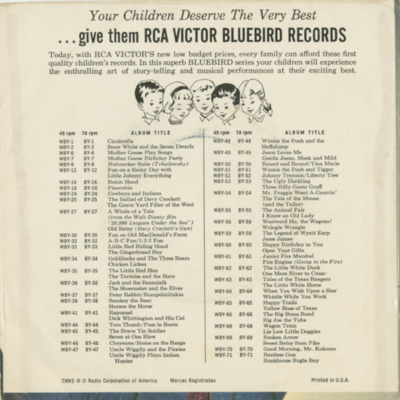 Your Children Deserve The Very Best
...give them RCA VICTOR BLUEBIRD RECORDS
Today, with RCA VICTOR'S new low budget prices, every family can afford these first
quality children's records. In this superb BLUEBIRD series your children will experience
the enthralling art of story-telling and musical performances at their exciting best.
45 rpm 78 rpm ALBUM TITLE
WBY-1 BY-1 Cinderella
WBY-2 BY-2 Snow White and the Seven Dwarfs
WBY-6 BY-6 Mother Goose Play Songs
WBY-7 BY-7 Mother Goose Birthday Party
WBY-8 BY-8 Nutcracker Suite (Tchaikovsky)
WBY-12 BY-12 Fun on a Rainy Day with
Little Johnny Everything
WBY-16 BY-16 Robin Hood
WBY-18 BY-18 Pinocchio
WBY-24 BY-24 Cowboys and Indians
WBY-25 BY-25 The Ballad of Davy Crockett
The Grave Yard Filler of the West
WBY-27 BY-27 A Whale of a Tale
(from the Walt Disney film
"20,000 Leagues Under the Sea")
Old Betsy (Davy Crockett's Gun)
WBY-30 BY-30 Fun on Old MacDonald's Farm
WBY-32 BY-32 A-B-C Fun/1-2-3 Fun
WBY-33 BY-33 Little Red Riding Hood
The Gingerbread Boy
WBY-34 BY-34 Goldilocks and The Three Bears
Chicken Licken
WBY-35 BY-35 The Little Red Hen
The Tortoise and the Hare
WBY-36 BY-36 Jack and the Beanstalk
The Shoemaker and the Elves
WBY-37 BY-37 Peter Rabbit/Rumpelstiltskin
WBY-38 BY-38 Smokey the Bear
Horace the Horse
WBY-41 BY-41 Rapunzel
Dick Whittington and His Cat
WBY-44 BY-44 Tom Thumb/Puss in Boots
WBY-45 BY-45 The Brave Tin Soldier
Seven at One Blow
WBY-46 BY-46 Cheyenne/Home on the Range
WBY-47 BY-47 Uncle Wiggily and the Pirates
Uncle Wiggily Plays Indian
Hunter
45 rpm 78 rpm ALBUM TITLE
WBY-48 BY-48 Winnie the Pooh and the
Heffalump
WBY-49 BY-49 Jesus Loves Me
Gentle Jesus, Meek and Mild
WBY-50 BY-50
WBY-51 BY-51 Winnie the Pooh and Tigger
WBY-52 BY-52 Johnny Tremain/Liberty Tree
WBY-53 BY-53 The Ugly Duckling
Three Billy Goats Gruff
WBY-54 BY-54 Mr. Froggie Went A-Courtin'
The Tale of the Mouse
(and the Tailor)
WBY-55 BY-55 The Animal Fair
I Know an Old Lady
WBY-58 BY-58 Westward Ho, the Wagons!
Wringle Wrangle
WBY-59 BY-59 The Legend of Wyatt Earp
Jesse James
WBY-60 BY-60 Happy Birthday to You
Open Your Gifts
WBY-61 BY-61 Junior Fire Marshal
Fire Engine (Going to the Fire)
WBY-62 BY-62 The Little White Duck
One More River to Cross
WBY-63 BY-63 Tales of the Texas Rangers
The Little White Horse
WBY-64 BY-64 When You Wish Upon a Star
Whistle While You Work
WBY-65 BY-65 Happy Trails
Yellow Rose of Texas
WBY-66 BY-66 The Big Brass Band
Big Joe the Tuba
WBY-68 BY-68 Wagon Train
Lie Low Little Doggies
WBY-69 BY-69 Broken Arrow
Sweet Betsy from Pike
WBY-70 BY-70 Good Morning, Mr. Kokomo
WBY-71 BY-71 Restless Gun
Bunkhouse Bugle Boy
TMKS ® © Radio Corporation of America Marcas Registradas Printed in U.S.A.